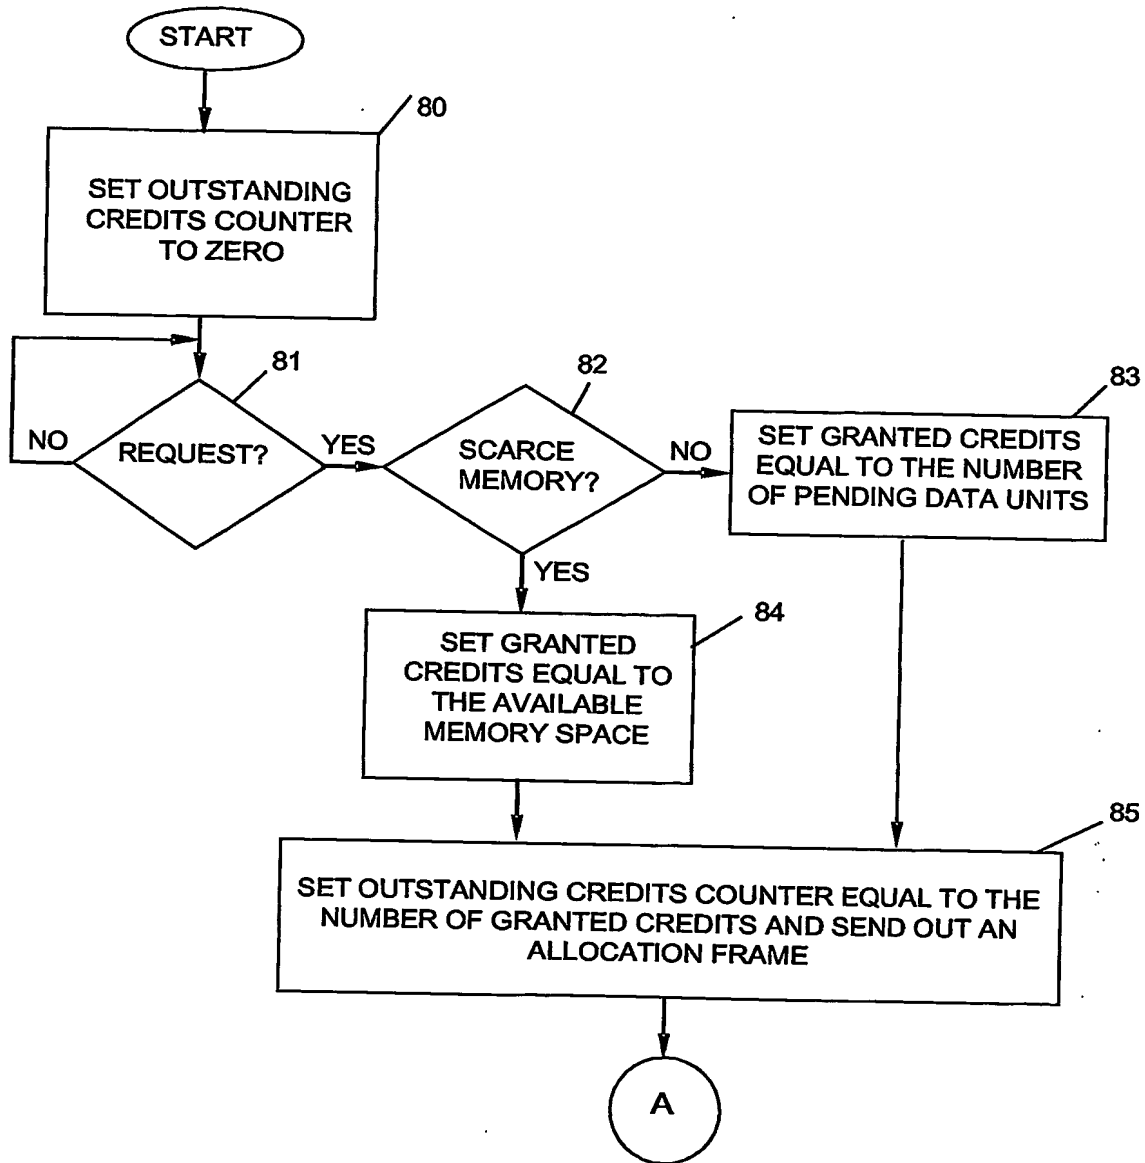 START
80
SET OUTSTANDING
CREDITS COUNTER
TO ZERO
81
82
83
NO
REQUEST?
YES
SCARCE
MEMORY?
NO
SET GRANTED CREDITS
EQUAL TO THE NUMBER
OF PENDING DATA UNITS
YES
84
SET GRANTED
CREDITS EQUAL TO
THE AVAILABLE
MEMORY SPACE
85
SET OUTSTANDING CREDITS COUNTER EQUAL TO THE
NUMBER OF GRANTED CREDITS AND SEND OUT AN
ALLOCATION FRAME
A